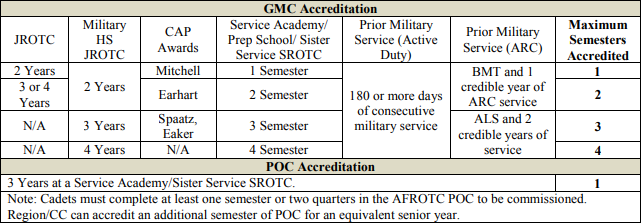 GMC Accreditation
JROTC Military HS JROTC CAP Awards Service Academy/ Prep School/ Sister Service SROTC Prior Military Service (Active Duty) Prior Military Service (ARC) Maximum Semesters Accredited
2 Years 2 Years Mitchell 1 Semester 180 or more days of consecutive military service BMT and 1 credible year of ARC service 1
3 or 4 Years Earhart 2 Semester 2
N/A 3 Years Spaatz, Eaker 3 Semester ALS and 2 credible years of service 3
N/A 4 Years N/A 4 Semester 4
POC Accreditation
3 Years at a Service Academy/Sister Service SROTC. 1
Note: Cadets must complete at least one semester or two quarters in the AFROTC POC to be commissioned.
Region/CC can accredit an additional semester of POC for an equivalent senior year.